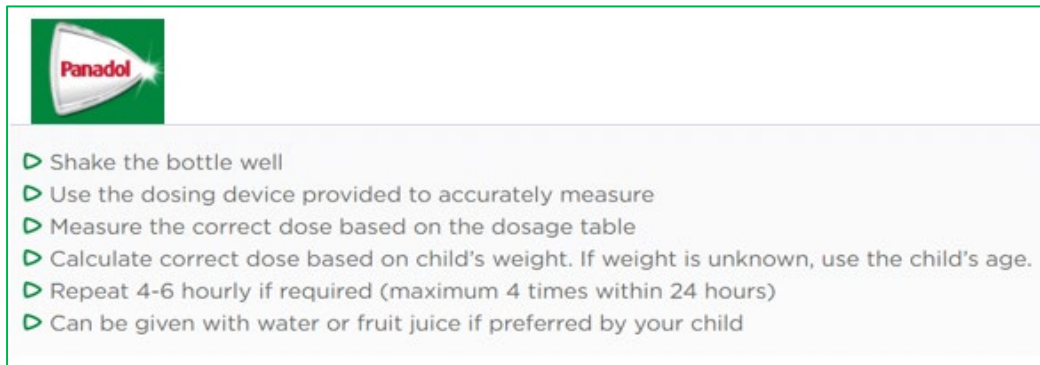 Panadol
Shake the bottle well
Use the dosing device provided to accurately measure
Measure the correct dose based on the dosage table
Calculate correct dose based on child's weight. If weight is unknown, use the child's age.
Repeat 4-6 hourly if required (maximum 4 times within 24 hours)
Can be given with water or fruit juice if preferred by your child